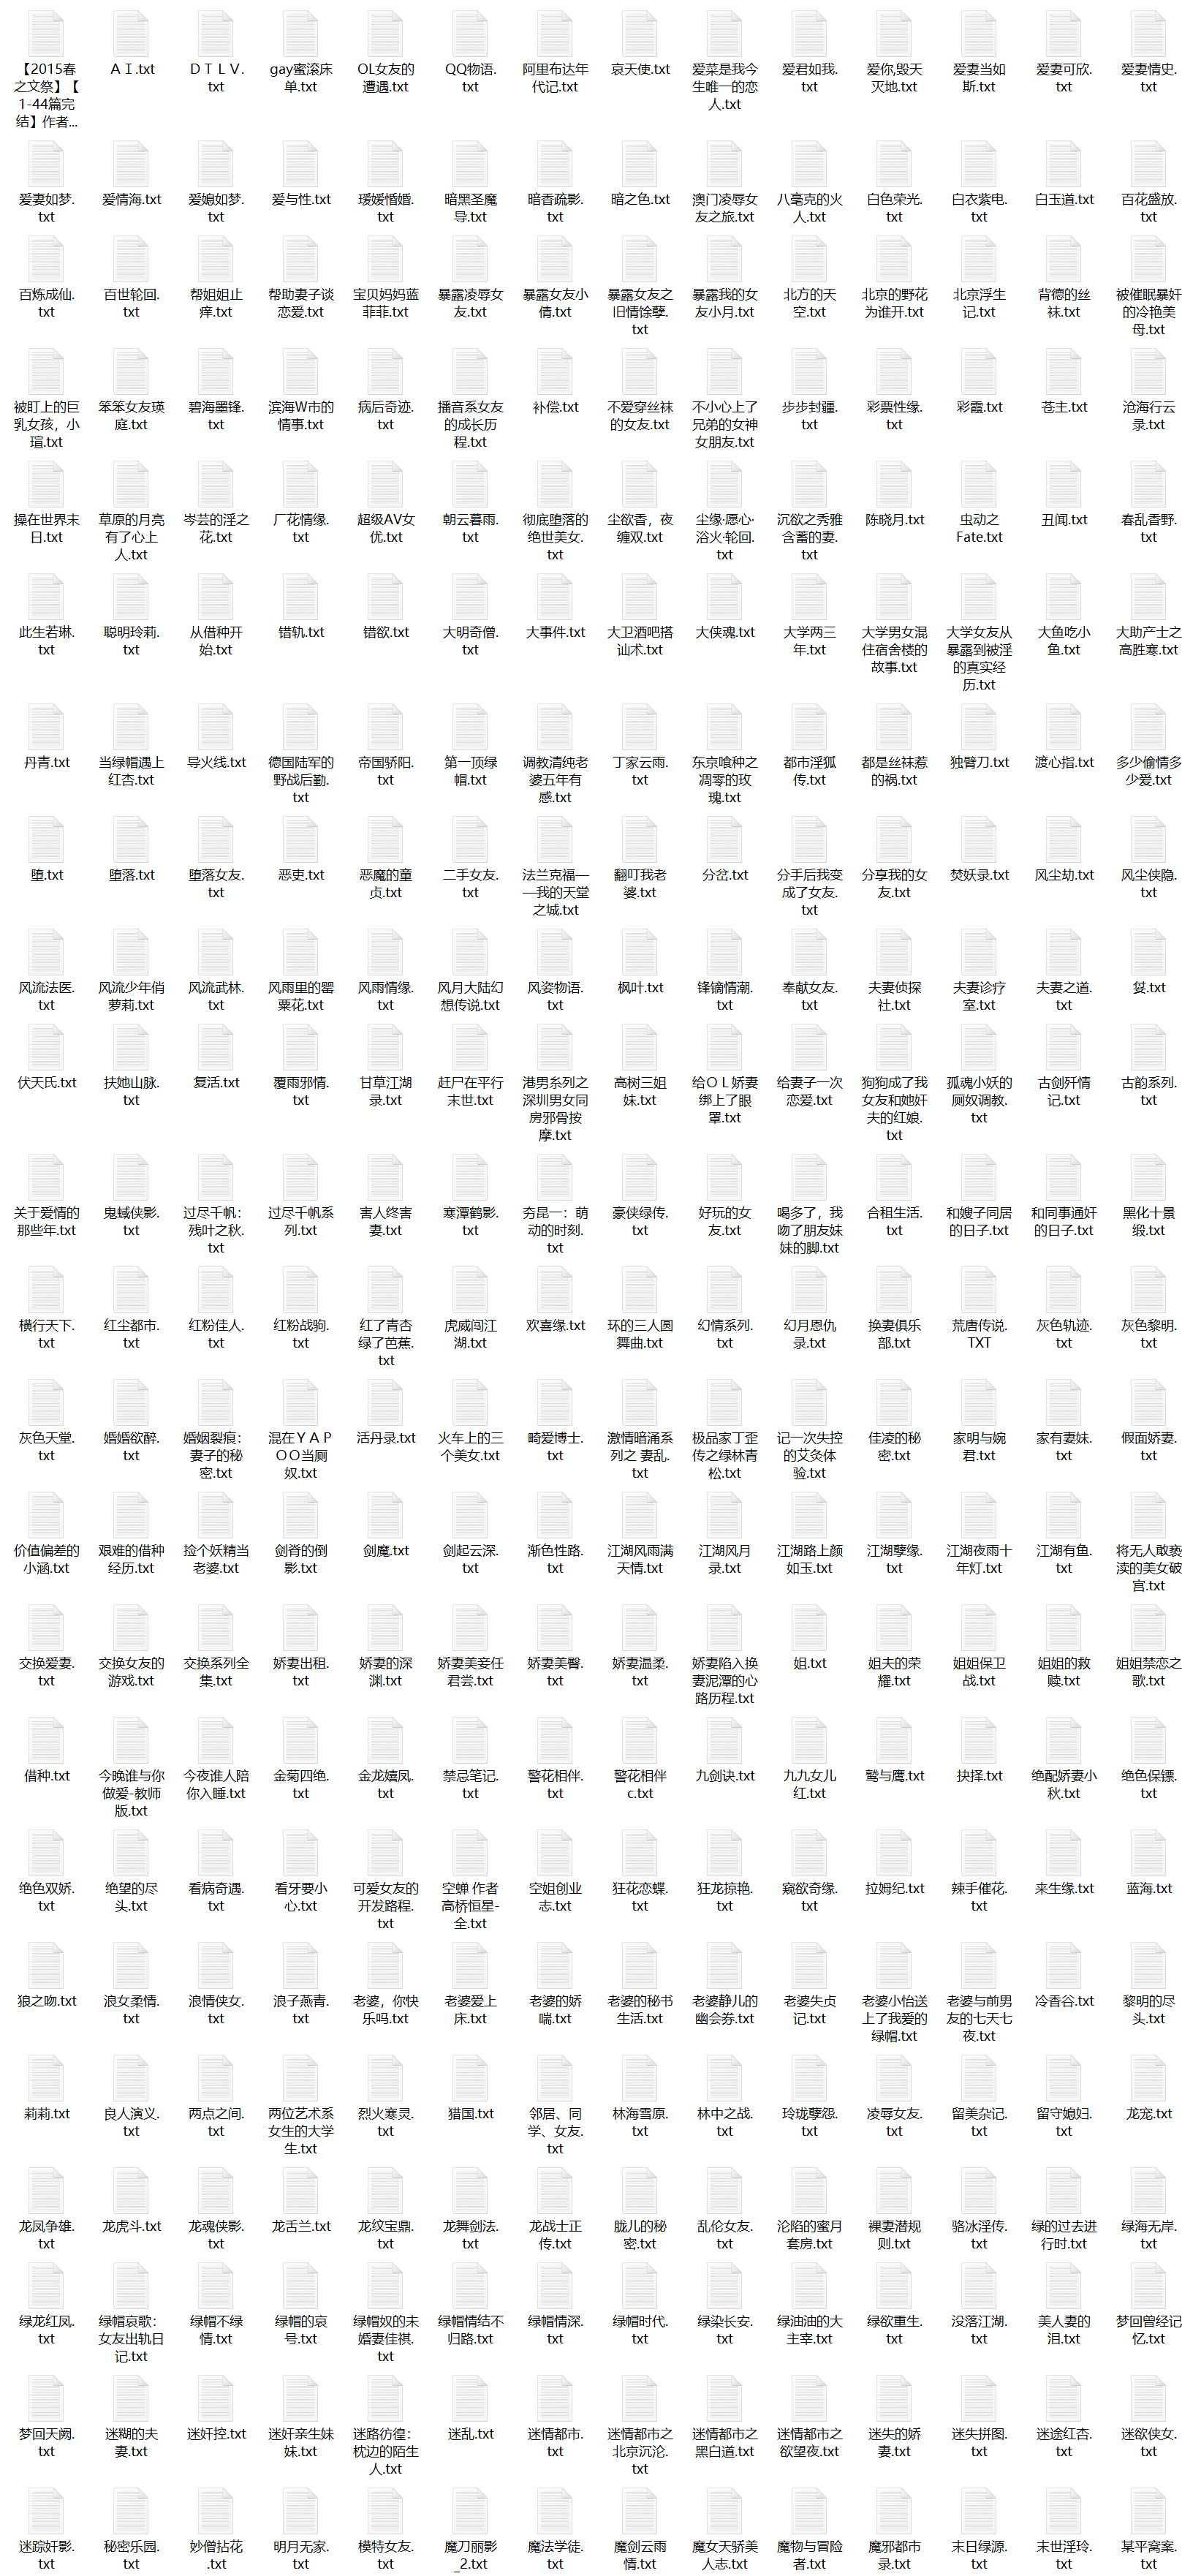 【2015春之文祭】【1-44篇完结】作者...
ＡＩ.txt
ＤＴＬＶ.txt
gay蜜滚床单.txt
OL女友的遭遇.txt
QQ物语.txt
阿里布达年代记.txt
哀天使.txt
爱菜是我今生唯一的恋人.txt
爱君如我.txt
爱你,毁天灭地.txt
爱妻当如斯.txt
爱妻可欣.txt
爱妻情史.txt
爱妻如梦.txt
爱情海.txt
爱媳如梦.txt
爱与性.txt
瑷媛惛婚.txt
暗黑圣魔导.txt
暗香疏影.txt
暗之色.txt
澳门凌辱女友之旅.txt
八毫克的火人.txt
白色荣光.txt
白衣紫电.txt
白玉道.txt
百花盛放.txt
百炼成仙.txt
百世轮回.txt
帮姐姐止痒.txt
帮助妻子谈恋爱.txt
宝贝妈妈蓝菲菲.txt
暴露凌辱女友.txt
暴露女友小倩.txt
暴露女友之旧情馀孽.txt
暴露我的女友小月.txt
北方的天空.txt
北京的野花为谁开.txt
北京浮生记.txt
背德的丝袜.txt
被催眠暴奸的冷艳美母.txt
被盯上的巨乳女孩，小瑄.txt
笨笨女友瑛庭.txt
碧海墨锋.txt
滨海W市的情事.txt
病后奇迹.txt
播音系女友的成长历程.txt
补偿.txt
不爱穿丝袜的女友.txt
不小心上了兄弟的女神女朋友.txt
步步封疆.txt
彩票性缘.txt
彩霞.txt
苍主.txt
沧海行云录.txt
操在世界末日.txt
草原的月亮有了心上人.txt
岑芸的淫之花.txt
厂花情缘.txt
超级AV女优.txt
朝云暮雨.txt
彻底堕落的绝世美女.txt
尘欲香，夜缠双.txt
尘缘·愿心·浴火·轮回.txt
沉欲之秀雅含蓄的妻.txt
陈晓月.txt
虫动之Fate.txt
丑闻.txt
春乱香野.txt
此生若琳.txt
聪明玲莉.txt
从借种开始.txt
错轨.txt
错欲.txt
大明奇僧.txt
大事件.txt
大卫酒吧搭讪术.txt
大侠魂.txt
大学两三年.txt
大学男女混住宿舍楼的故事.txt
大学女友从暴露到被淫的真实经历.txt
大鱼吃小鱼.txt
大助产士之高胜寒.txt
丹青.txt
当绿帽遇上红杏.txt
导火线.txt
德国陆军的野战后勤.txt
帝国骄阳.txt
第一顶绿帽.txt
调教清纯老婆五年有感.txt
丁家云雨.txt
东京喰种之凋零的玫瑰.txt
都市淫狐传.txt
都是丝袜惹的祸.txt
独臂刀.txt
渡心指.txt
多少偷情多少爱.txt
堕.txt
堕落.txt
堕落女友.txt
恶吏.txt
恶魔的童贞.txt
二手女友.txt
法兰克福——我的天堂之城.txt
翻叮我老婆.txt
分岔.txt
分手后我变成了女友.txt
分享我的女友.txt
焚妖录.txt
风尘劫.txt
风尘侠隐.txt
风流法医.txt
风流少年俏萝莉.txt
风流武林.txt
风雨里的罂粟花.txt
风雨情缘.txt
风月大陆幻想传说.txt
风姿物语.txt
枫叶.txt
锋镝情潮.txt
奉献女友.txt
夫妻侦探社.txt
夫妻诊疗室.txt
夫妻之道.txt
㚆.txt
伏天氏.txt
扶她山脉.txt
复活.txt
覆雨邪情.txt
甘草江湖录.txt
赶尸在平行末世.txt
港男糸列之深圳男女同房邪骨按摩.txt
高树三姐妹.txt
给ＯＬ娇妻绑上了眼罩.txt
给妻子一次恋爱.txt
狗狗成了我女友和她奸夫的红娘.txt
孤魂小妖的厕奴调教.txt
古剑歼情记.txt
古韵系列.txt
关于爱情的那些年.txt
鬼蜮侠影.txt
过尽千帆：残叶之秋.txt
过尽千帆系列.txt
害人终害妻.txt
寒潭鹤影.txt
夯昆一：萌动的时刻.txt
豪侠绿传.txt
好玩的女友.txt
喝多了，我吻了朋友妹妹的脚.txt
合租生活.txt
和嫂子同居的日子.txt
和同事通奸的日子.txt
黑化十景缎.txt
横行天下.txt
红尘都市.txt
红粉佳人.txt
红粉战驹.txt
红了青杏绿了芭蕉.txt
虎威闯江湖.txt
欢喜缘.txt
环的三人圆舞曲.txt
幻情系列.txt
幻月恩仇录.txt
换妻俱乐部.txt
荒唐传说.TXT
灰色轨迹.txt
灰色黎明.txt
灰色天堂.txt
婚婚欲醉.txt
婚姻裂痕：妻子的秘密.txt
混在ＹＡＰＯＯ当厕奴.txt
活丹录.txt
火车上的三个美女.txt
畸爱博士.txt
激情暗涌系列之 妻乱.txt
极品家丁歪传之绿林青松.txt
记一次失控的艾灸体验.txt
佳凌的秘密.txt
家明与婉君.txt
家有妻妹.txt
假面娇妻.txt
价值偏差的小涵.txt
艰难的借种经历.txt
捡个妖精当老婆.txt
剑脊的倒影.txt
剑魔.txt
剑起云深.txt
渐色性路.txt
江湖风雨满天情.txt
江湖风月录.txt
江湖路上颜如玉.txt
江湖孽缘.txt
江湖夜雨十年灯.txt
江湖有鱼.txt
将无人敢亵渎的美女破宫.txt
交换爱妻.txt
交换女友的游戏.txt
交换系列全集.txt
娇妻出租.txt
娇妻的深渊.txt
娇妻美妾任君尝.txt
娇妻美臀.txt
娇妻温柔.txt
娇妻陷入换妻泥潭的心路历程.txt
姐.txt
姐夫的荣耀.txt
姐姐保卫战.txt
姐姐的救赎.txt
姐姐禁恋之歌.txt
借种.txt
今晚谁与你做爱-教师版.txt
今夜谁人陪你入睡.txt
金菊四绝.txt
金龙嬉凤.txt
禁忌笔记.txt
警花相伴.txt
警花相伴c.txt
九剑诀.txt
九九女儿红.txt
鹫与鹰.txt
抉择.txt
绝配娇妻小秋.txt
绝色保镖.txt
绝色双娇.txt
绝望的尽头.txt
看病奇遇.txt
看牙要小心.txt
可爱女友的开发路程.txt
空蝉 作者 高桥恒星-全.txt
空姐创业志.txt
狂花恋蝶.txt
狂龙掠艳.txt
窥欲奇缘.txt
拉姆纪.txt
辣手催花.txt
来生缘.txt
蓝海.txt
狼之吻.txt
浪女柔情.txt
浪情侠女.txt
浪子燕青.txt
老婆，你快乐吗.txt
老婆爱上床.txt
老婆的娇喘.txt
老婆的秘书生活.txt
老婆静儿的幽会券.txt
老婆失贞记.txt
老婆小怡送上了我爱的绿帽.txt
老婆与前男友的七天七夜.txt
冷香谷.txt
黎明的尽头.txt
莉莉.txt
良人演义.txt
两点之间.txt
两位艺术系女生的大学生.txt
烈火寒灵.txt
猎国.txt
邻居、同学、女友.txt
林海雪原.txt
林中之战.txt
玲珑孽怨.txt
凌辱女友.txt
留美杂记.txt
留守媳妇.txt
龙宠.txt
龙凤争雄.txt
龙虎斗.txt
龙魂侠影.txt
龙舌兰.txt
龙纹宝鼎.txt
龙舞剑法.txt
龙战士正传.txt
胧儿的秘密.txt
乱伦女友.txt
沦陷的蜜月套房.txt
裸妻潜规则.txt
骆冰淫传.txt
绿的过去进行时.txt
绿海无岸.txt
绿龙红凤.txt
绿帽哀歌：女友出轨日记.txt
绿帽不绿情.txt
绿帽的哀号.txt
绿帽奴的未婚妻佳祺.txt
绿帽情结不归路.txt
绿帽情深.txt
绿帽时代.txt
绿染长安.txt
绿油油的大主宰.txt
绿欲重生.txt
没落江湖.txt
美人妻的泪.txt
梦回曾经记忆.txt
梦回天阙.txt
迷糊的夫妻.txt
迷奸控.txt
迷奸亲生妹妹.txt
迷路彷徨：枕边的陌生人.txt
迷乱.txt
迷情都市.txt
迷情都市之北京沉沦.txt
迷情都市之黑白道.txt
迷情都市之欲望夜.txt
迷失的娇妻.txt
迷失拼图.txt
迷途红杏.txt
迷欲侠女.txt
迷踪奸影.txt
秘密乐园.txt
妙僧拈花.txt
明月无家.txt
模特女友.txt
魔刀丽影_2.txt
魔法学徒.txt
魔剑云雨情.txt
魔女天骄美人志.txt
魔物与冒险者.txt
魔邪都市录.txt
末日绿源.txt
末世淫玲.txt
某平窝案.txt